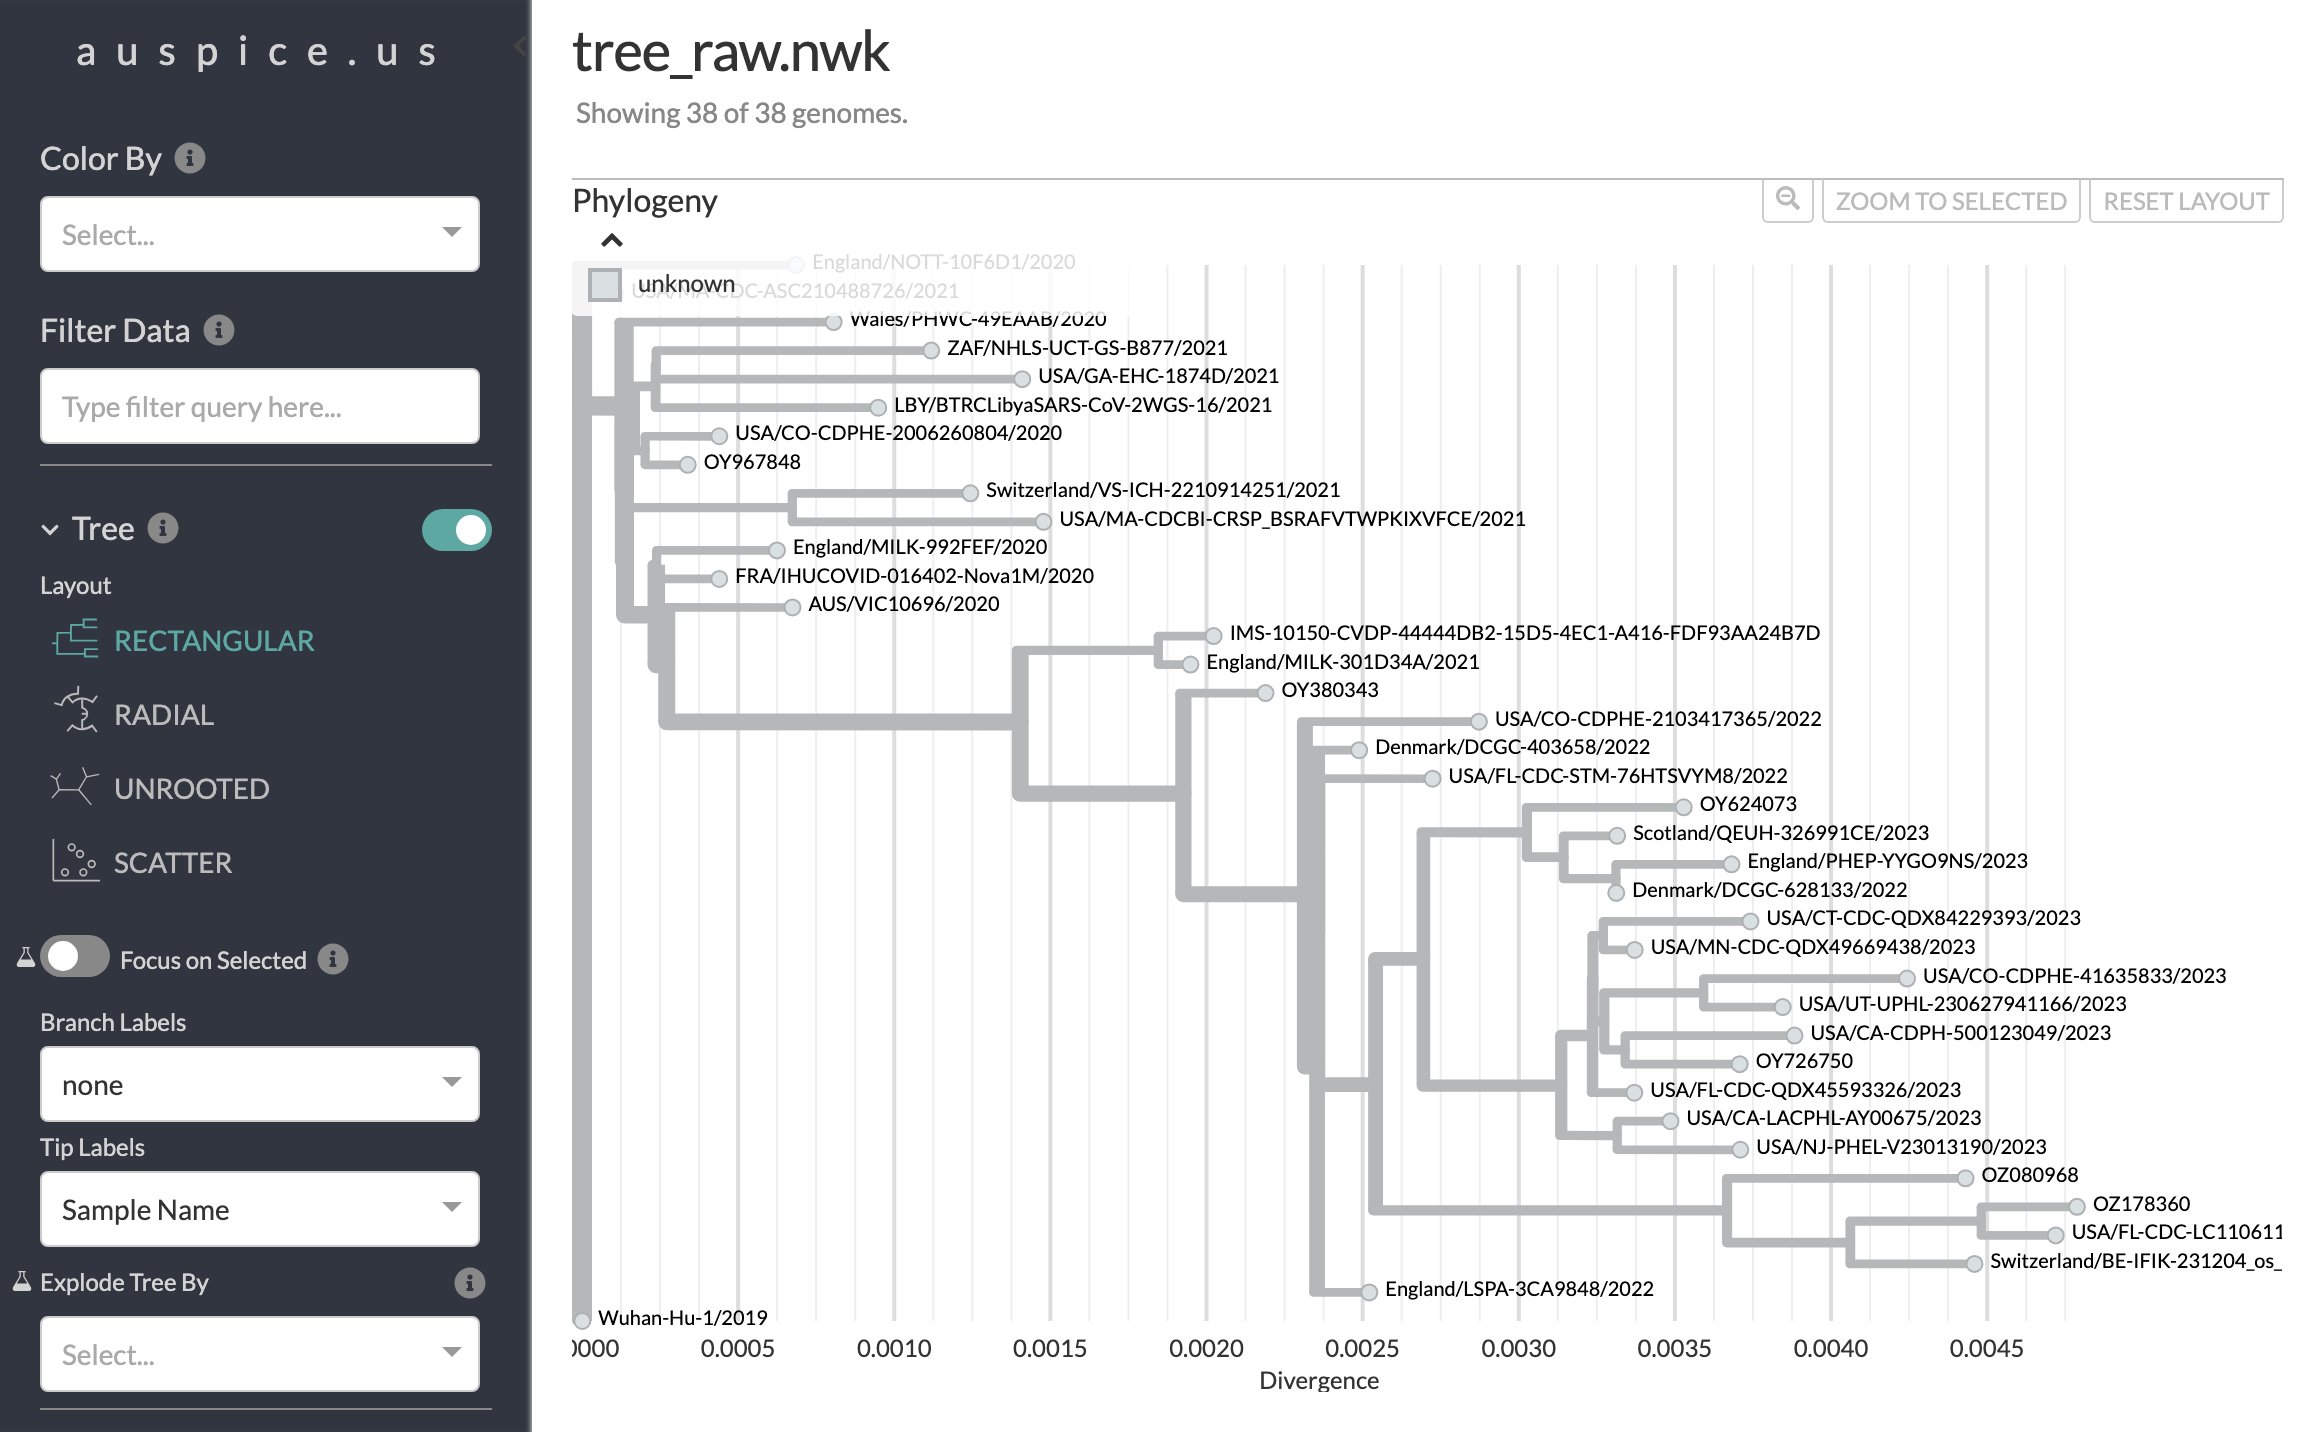 auspice.us
Color By
Select...
Filter Data
Type filter query here...
Tree
Layout
RECTANGULAR
RADIAL
UNROOTED
SCATTER
Focus on Selected
Branch Labels
none
Tip Labels
Sample Name
Explode Tree By
Select...
tree_raw.nwk
Showing 38 of 38 genomes.
Phylogeny
ZOOM TO SELECTED
RESET LAYOUT
unknown
England/NOTT-10F6D1/2020
USA/MA-CDC-ASC210488726/2021
Wales/PHWC-49EAAB/2020
ZAF/NHLS-UCT-GS-B877/2021
USA/GA-EHC-1874D/2021
LBY/BTRCLibyaSARS-CoV-2WGS-16/2021
USA/CO-CDPHE-2006260804/2020
OY967848
Switzerland/VS-ICH-2210914251/2021
USA/MA-CDCBI-CRSP_BSRAFVTWPKIXVFCE/2021
England/MILK-992FEF/2020
FRA/IHUCOVID-016402-Nova1M/2020
AUS/VIC10696/2020
IMS-10150-CVDP-44444DB2-15D5-4EC1-A416-FDF93AA24B7D
England/MILK-301D34A/2021
OY380343
USA/CO-CDPHE-2103417365/2022
Denmark/DCGC-403658/2022
USA/FL-CDC-STM-76HTSVYM8/2022
OY624073
Scotland/QEUH-326991CE/2023
England/PHEP-YYGO9NS/2023
Denmark/DCGC-628133/2022
USA/CT-CDC-QDX84229393/2023
USA/MN-CDC-QDX49669438/2023
USA/CO-CDPHE-41635833/2023
USA/UT-UPHL-230627941166/2023
USA/CA-CDPH-500123049/2023
OY726750
USA/FL-CDC-QDX45593326/2023
USA/CA-LACPHL-AY00675/2023
USA/NJ-PHEL-V23013190/2023
OZ080968
OZ178360
USA/FL-CDC-LC110611
Switzerland/BE-IFIK-231204_os_
England/LSPA-3CA9848/2022
Wuhan-Hu-1/2019
0000 0.0005 0.0010 0.0015 0.0020 0.0025 0.0030 0.0035 0.0040 0.0045
Divergence